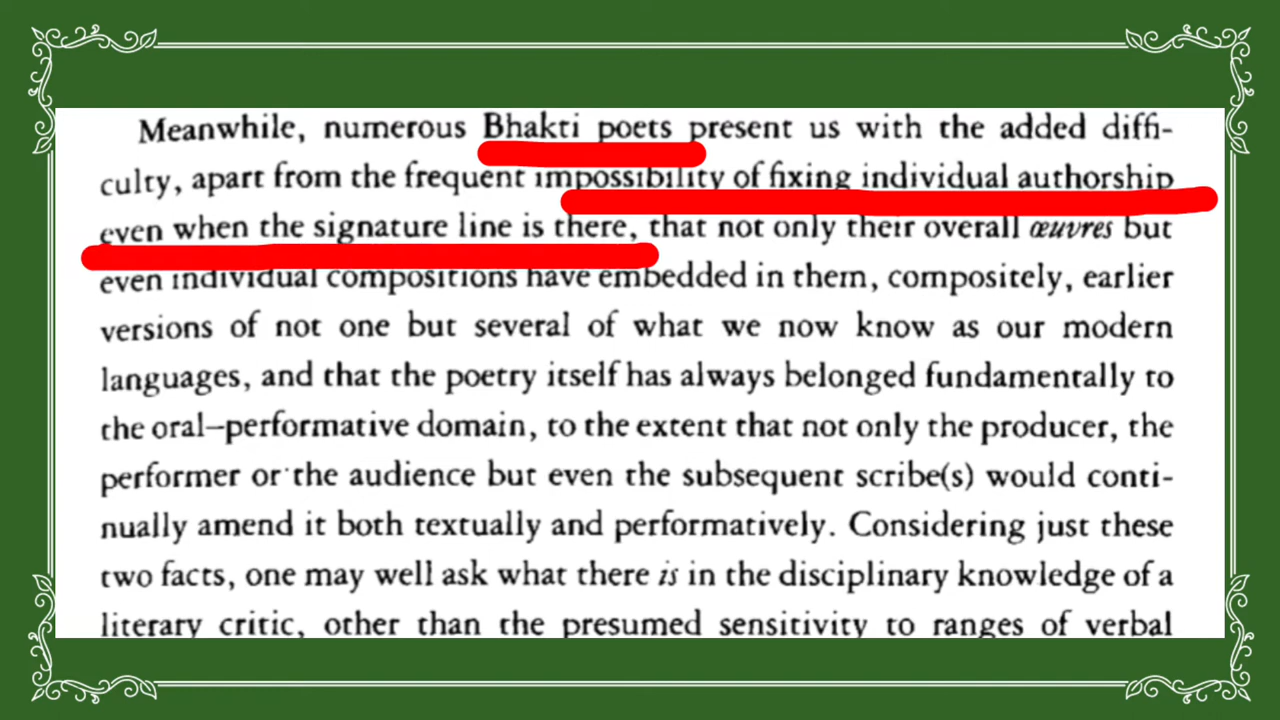 Meanwhile, numerous Bhakti poets present us with the added diffi-
culty, apart from the frequent impossibility of fixing individual authorship
even when the signature line is there, that not only their overall œuvres but
even individual compositions have embedded in them, compositely, earlier
versions of not one but several of what we now know as our modern
languages, and that the poetry itself has always belonged fundamentally to
the oral–performative domain, to the extent that not only the producer, the
performer or the audience but even the subsequent scribe(s) would conti-
nually amend it both textually and performatively. Considering just these
two facts, one may well ask what there is in the disciplinary knowledge of a
literary critic, other than the presumed sensitivity to ranges of verbal